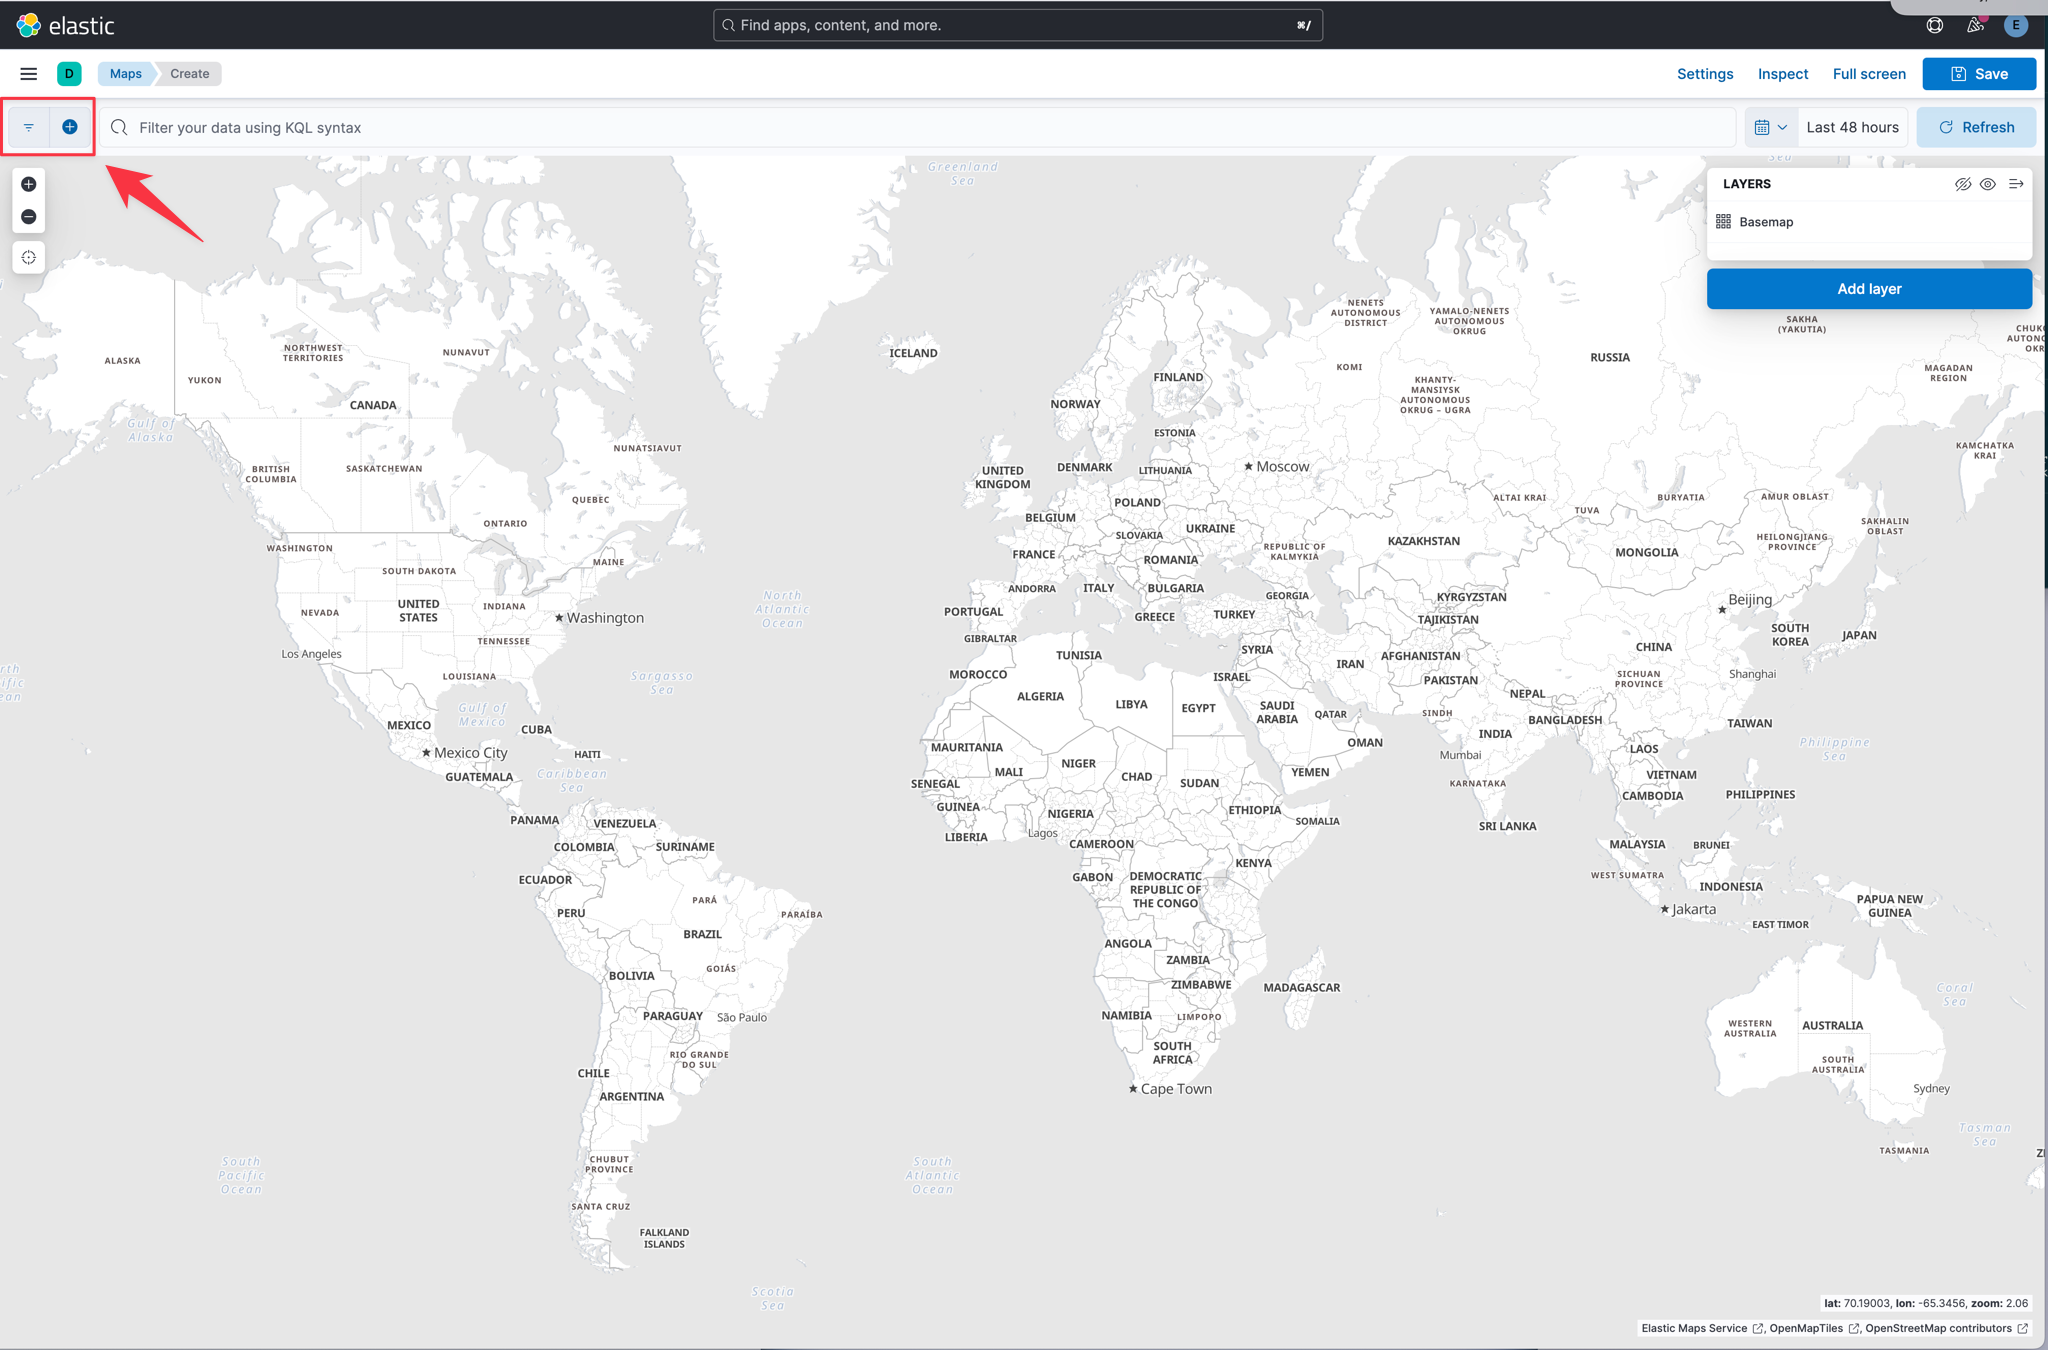 elastic
Find apps, content, and more.
⌘/
E
D
Maps
Create
Settings
Inspect
Full screen
Save
Filter your data using KQL syntax
Last 48 hours
Refresh
LAYERS
Basemap
Add layer
Greenland
Sea
Sea
ICELAND
NENETS
AUTONOMOUS
DISTRICT
YAMALO-NENETS
AUTONOMOUS
OKRUG
SAKHA
(YAKUTIA)
CHUKO
AUTONO
OKR
ALASKA
NORTHWEST
TERRITORIES
NUNAVUT
YUKON
CANADA
FINLAND
NORWAY
KOMI
KHANTY-
MANSIYSK
AUTONOMOUS
OKRUG – UGRA
RUSSIA
MAGADAN
REGION
Gulf of
Alaska
ESTONIA
NUNATSIAVUT
KAMCHATKA
KRAI
BRITISH
COLUMBIA
SASKATCHEWAN
UNITED
KINGDOM
DENMARK
LITHUANIA
Moscow
QUEBEC
POLAND
ALTAI KRAI
BURYATIA
AMUR OBLAST
TUVA
ONTARIO
BELGIUM
UKRAINE
SAKHALIN
OBLAST
SLOVAKIA
KAZAKHSTAN
HEILONGJIANG
PROVINCE
WASHINGTON
FRANCE
ROMANIA
REPUBLIC OF
KALMYKIA
MONGOLIA
MAINE
SOUTH DAKOTA
ANDORRA
ITALY
BULGARIA
GEORGIA
KYRGYZSTAN
North
Atlantic
Ocean
Beijing
NEVADA
UNITED
STATES
INDIANA
Washington
PORTUGAL
GREECE
TURKEY
TAJIKISTAN
SOUTH
KOREA
JAPAN
TENNESSEE
GIBRALTAR
Los Angeles
TUNISIA
SYRIA
IRAN
AFGHANISTAN
CHINA
LOUISIANA
Sargasso
Sea
MOROCCO
ISRAEL
PAKISTAN
SICHUAN
PROVINCE
Shanghai
rth
ific
ean
ALGERIA
LIBYA
EGYPT
SAUDI
ARABIA
QATAR
SINDH
NEPAL
BANGLADESH
TAIWAN
Gulf of
Mexico
MEXICO
CUBA
INDIA
Mexico City
HAITI
MAURITANIA
OMAN
Mumbai
LAOS
Philippine
Sea
GUATEMALA
Caribbean
Sea
MALI
NIGER
CHAD
SUDAN
YEMEN
KARNATAKA
VIETNAM
SENEGAL
CAMBODIA
PHILIPPINES
GUINEA
NIGERIA
ETHIOPIA
SOMALIA
SRI LANKA
PANAMA
VENEZUELA
LIBERIA
Lagos
CAMEROON
MALAYSIA
BRUNEI
COLOMBIA
SURINAME
KENYA
ECUADOR
GABON
DEMOCRATIC
REPUBLIC OF
THE CONGO
WEST SUMATRA
INDONESIA
PARÁ
PERU
PARAÍBA
Jakarta
PAPUA NEW
GUINEA
EAST TIMOR
BRAZIL
ANGOLA
ZAMBIA
BOLIVIA
GOIÁS
ZIMBABWE
MADAGASCAR
Coral
Sea
PARAGUAY
São Paulo
NAMIBIA
LIMPOPO
WESTERN
AUSTRALIA
AUSTRALIA
RIO GRANDE
DO SUL
SOUTH
AFRICA
SOUTH
AUSTRALIA
CHILE
Cape Town
Sydney
ARGENTINA
Tasman
Sea
TASMANIA
CHUBUT
PROVINCE
South
Pacific
Ocean
South
Atlantic
Ocean
SANTA CRUZ
FALKLAND
ISLANDS
Scotia
Sea
lat: 70.19003, lon: -65.3456, zoom: 2.06
Elastic Maps Service , OpenMapTiles , OpenStreetMap contributors